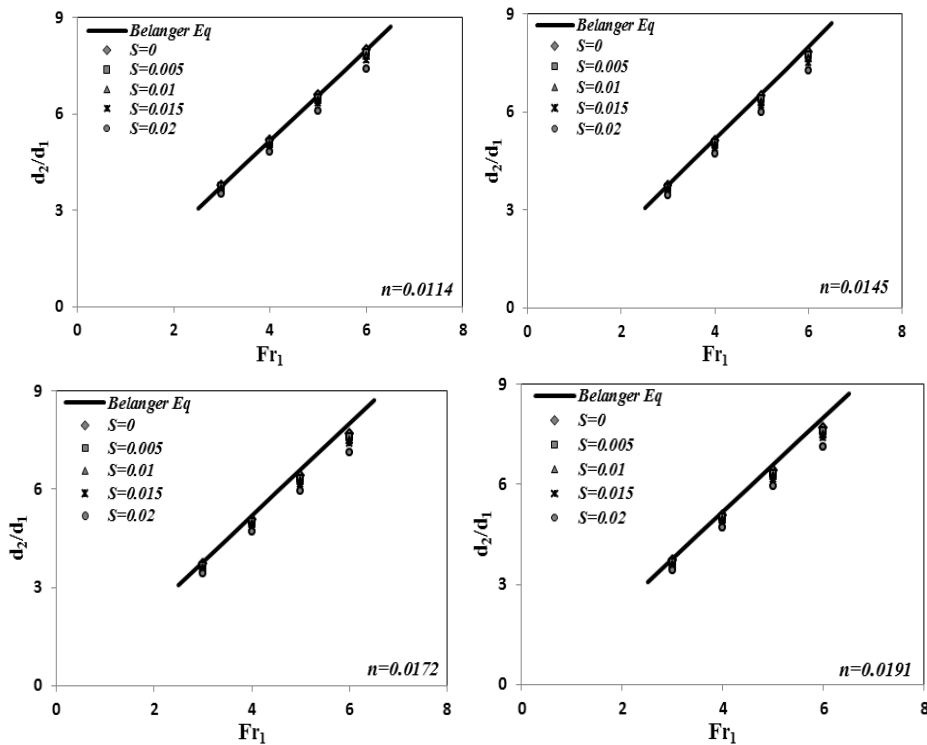 9
6
3
0
d2/d1
Belanger Eq
S=0
S=0.005
S=0.01
S=0.015
S=0.02
n=0.0114
0 2 4 6 8
Fr1
9
6
3
0
d2/d1
Belanger Eq
S=0
S=0.005
S=0.01
S=0.015
S=0.02
n=0.0145
0 2 4 6 8
Fr1
9
6
3
0
d2/d1
Belanger Eq
S=0
S=0.005
S=0.01
S=0.015
S=0.02
n=0.0172
0 2 4 6 8
Fr1
9
6
3
0
d2/d1
Belanger Eq
S=0
S=0.005
S=0.01
S=0.015
S=0.02
n=0.0191
0 2 4 6 8
Fr1